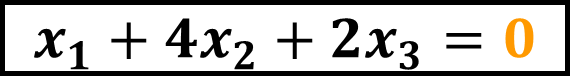 x₁ + 4x₂ + 2x₃ = 0